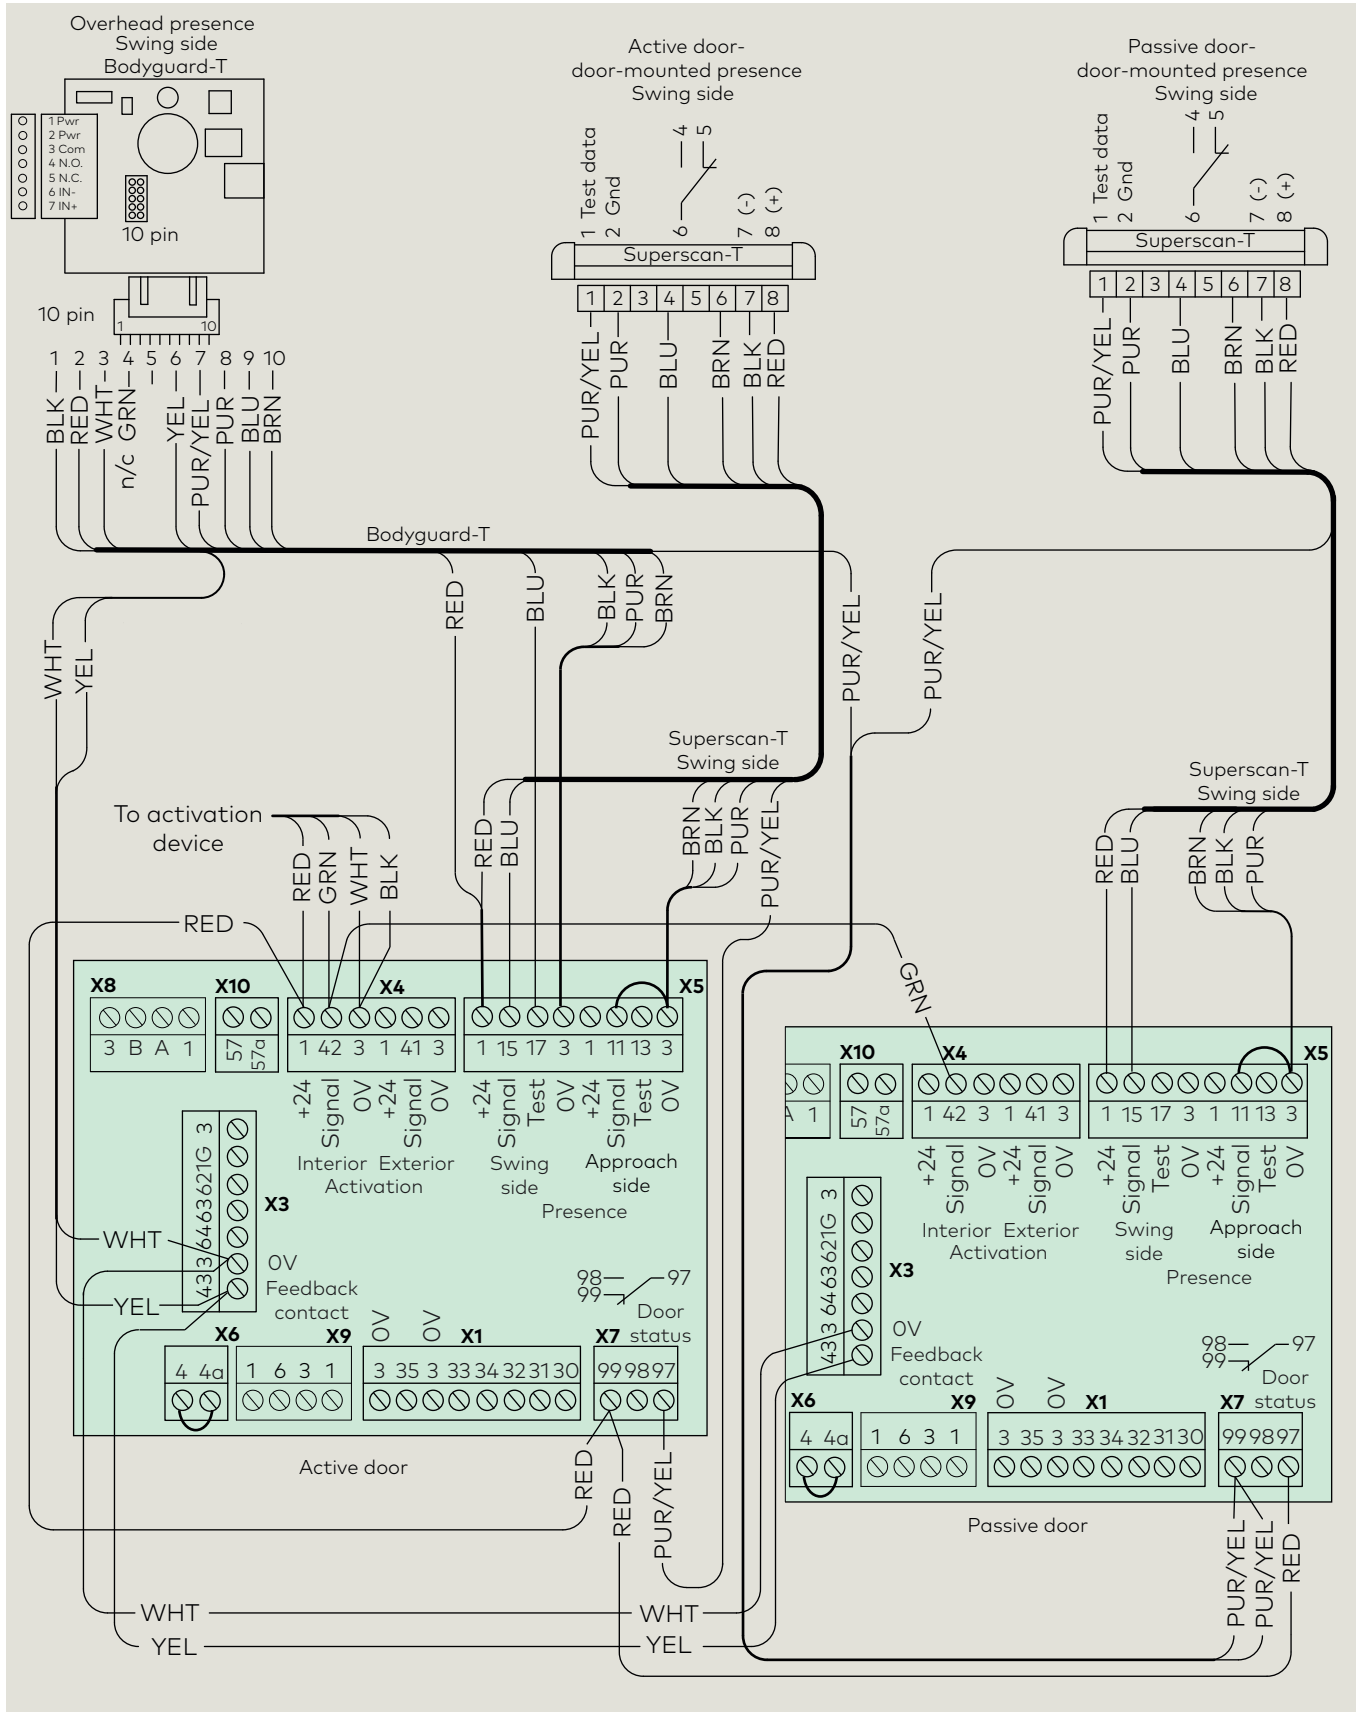 Overhead presence
Swing side
Bodyguard-T
1 Pwr
2 Pwr
3 Com
4 N.O.
5 N.C.
6 IN-
7 IN+
10 pin
10 pin
1 10
1 2 3 4 5 6 7 8 9 10
BLK
RED
WHT
n/c GRN
YEL
PUR/YEL
PUR
BLU
BRN
Active door-
door-mounted presence
Swing side
1 Test data
2 Gnd
4
5
6
7 (-)
8 (+)
Superscan-T
1 2 3 4 5 6 7 8
PUR/YEL
PUR
BLU
BRN
BLK
RED
Passive door-
door-mounted presence
Swing side
1 Test data
2 Gnd
4
5
6
7 (-)
8 (+)
Superscan-T
1 2 3 4 5 6 7 8
PUR/YEL
PUR
BLU
BRN
BLK
RED
Bodyguard-T
WHT
YEL
RED
BLU
BLK
PUR
BRN
PUR/YEL
PUR/YEL
Superscan-T
Swing side
RED
BLU
BRN
BLK
PUR
PUR/YEL
Superscan-T
Swing side
RED
BLU
BRN
BLK
PUR
To activation
device
RED
GRN
WHT
BLK
RED
GRN
X8 X10 X4 X5
3 B A 1
57
57a
1 42 3 1 41 3
1 15 17 3 1 11 13 3
+24
Signal
0V
+24
Signal
0V
+24
Signal
Test
0V
+24
Signal
Test
0V
Interior Exterior
Activation
Swing
side
Approach
side
Presence
43 3 64 63 62 1G 3
X3
0V
Feedback
contact
WHT
YEL
98 97
99
Door
status
X6 X9 X1 X7
0V
0V
4 4a
1 6 3 1
3 35 3 33 34 32 31 30
99 98 97
Active door
RED
RED
PUR/YEL
WHT WHT
YEL YEL
X10 X4 X5
A 1
57
57a
1 42 3 1 41 3
1 15 17 3 1 11 13 3
+24
Signal
0V
+24
Signal
0V
+24
Signal
Test
0V
+24
Signal
Test
0V
Interior Exterior
Activation
Swing
side
Approach
side
Presence
43 3 64 63 62 1G 3
X3
0V
Feedback
contact
98 97
99
Door
status
X6 X9 X1 X7
0V
0V
4 4a
1 6 3 1
3 35 3 33 34 32 31 30
99 98 97
Passive door
PUR/YEL
PUR/YEL
RED